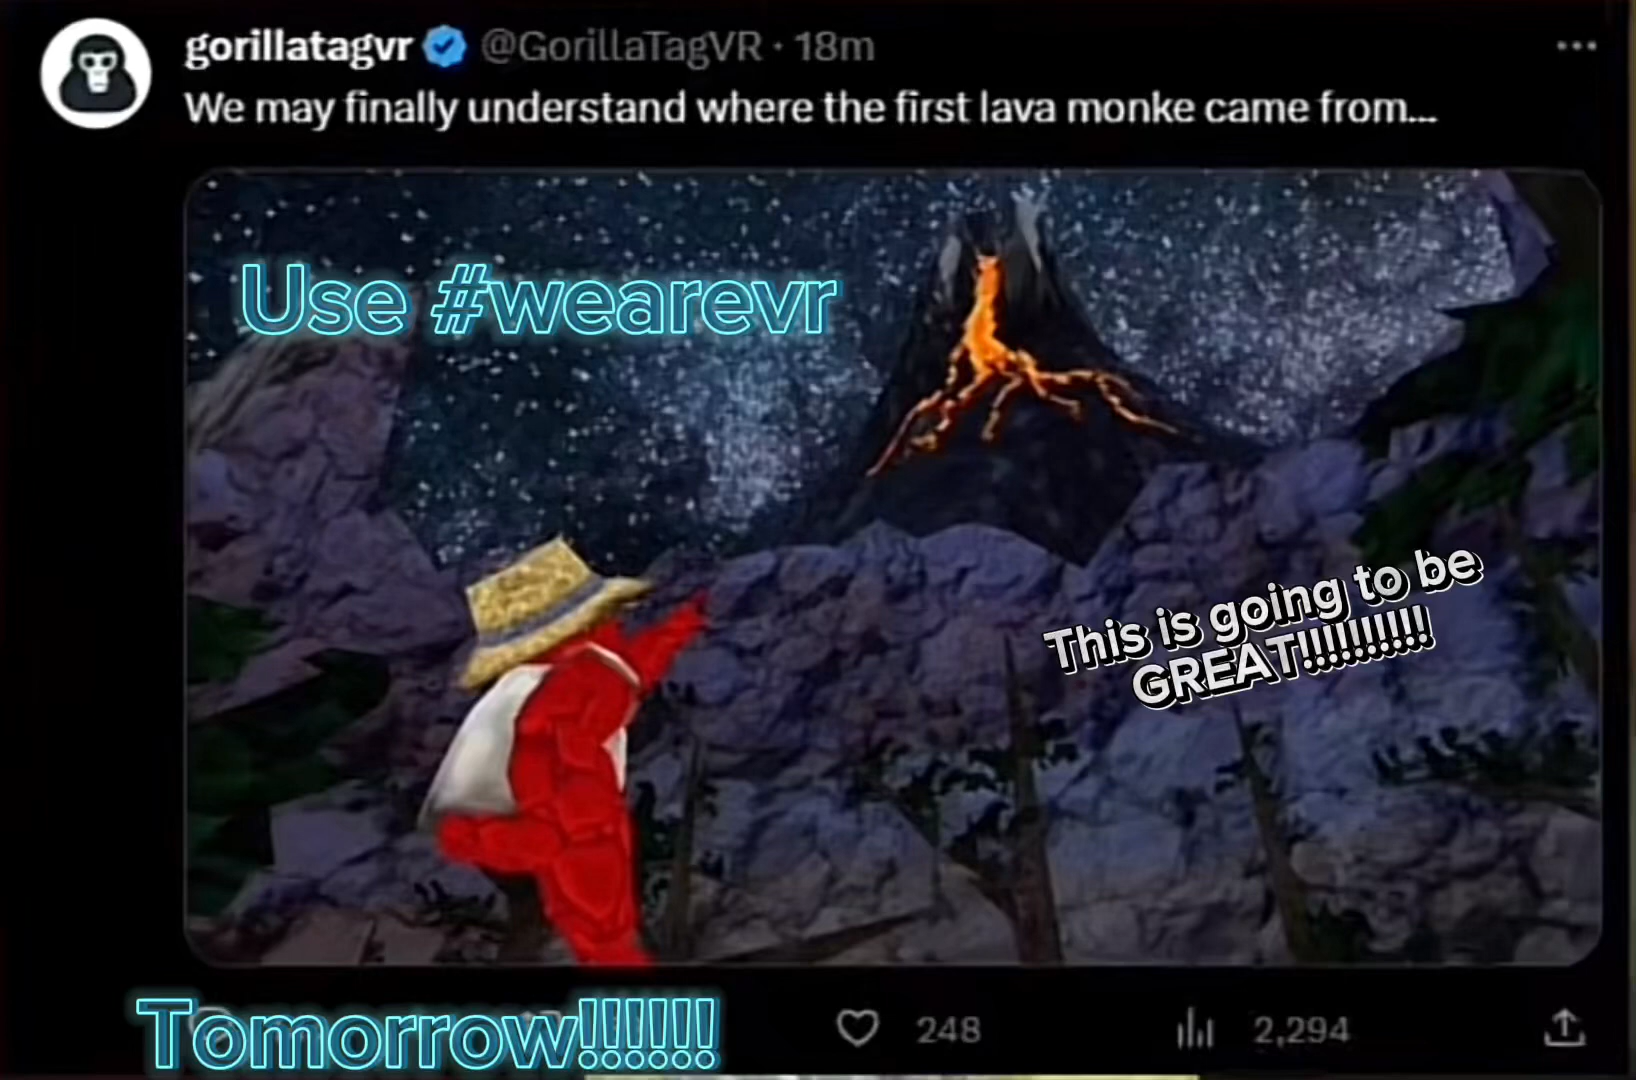 gorillatagvr @GorillaTagVR · 18m
We may finally understand where the first lava monke came from...
Use #wearevr
This is going to be
GREAT!!!!!!!!!!
Tomorrow!!!!!!
248 2,294